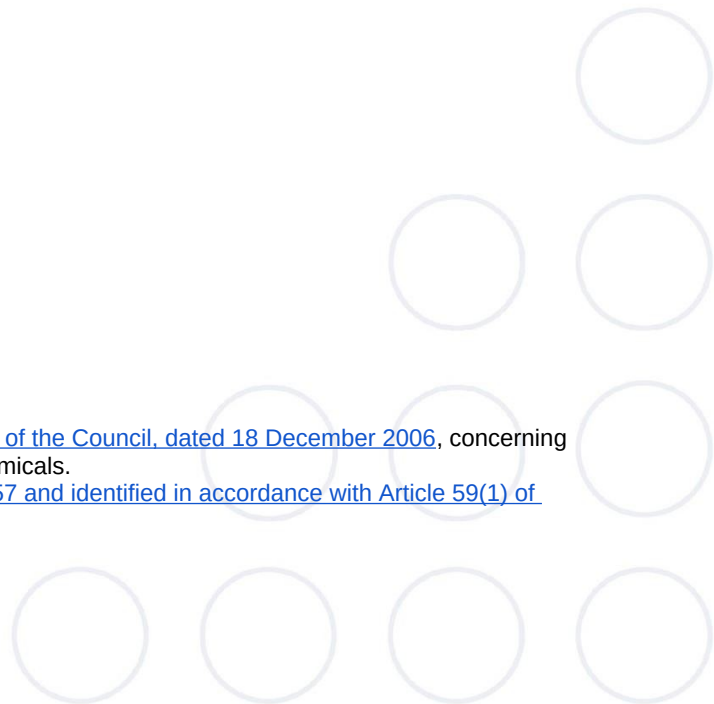 of the Council, dated 18 December 2006, concerning
micals.
57 and identified in accordance with Article 59(1) of